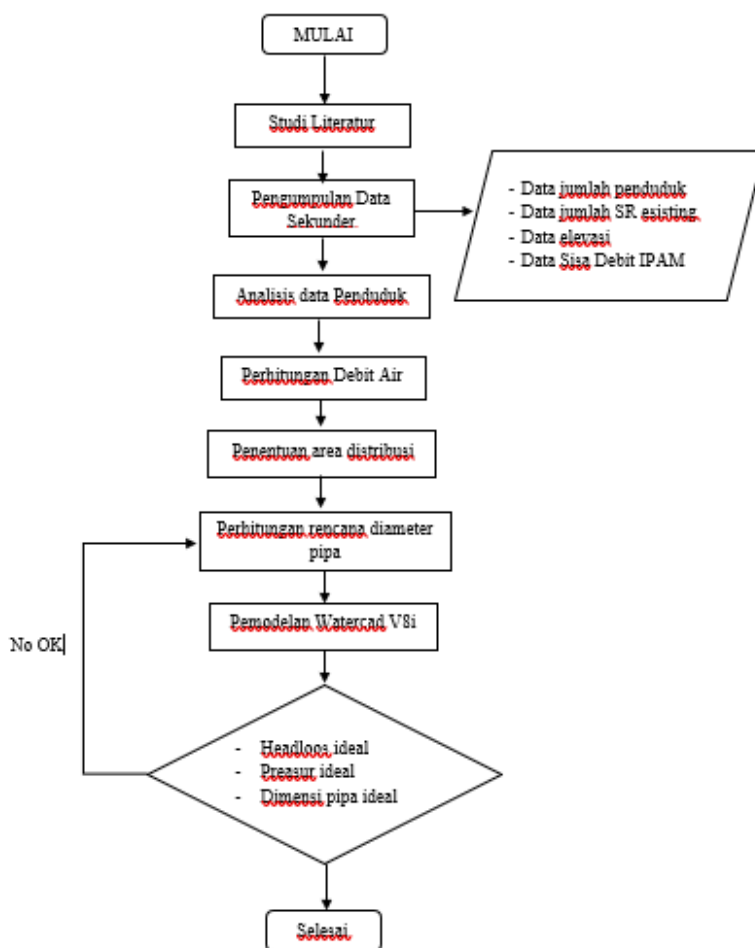 MULAI
Studi Literatur
Pengumpulan Data
Sekunder
- Data jumlah penduduk
- Data jumlah SR esisting
- Data elevasi
- Data Sisa Debit IPAM
Analisis data Penduduk
Perhitungan Debit Air
Penentuan area distribusi
Perhitungan rencana diameter
pipa
Pemodelan Watercad V8i
No OK
- Headloos ideal
- Preasur ideal
- Dimensi pipa ideal
Selesai